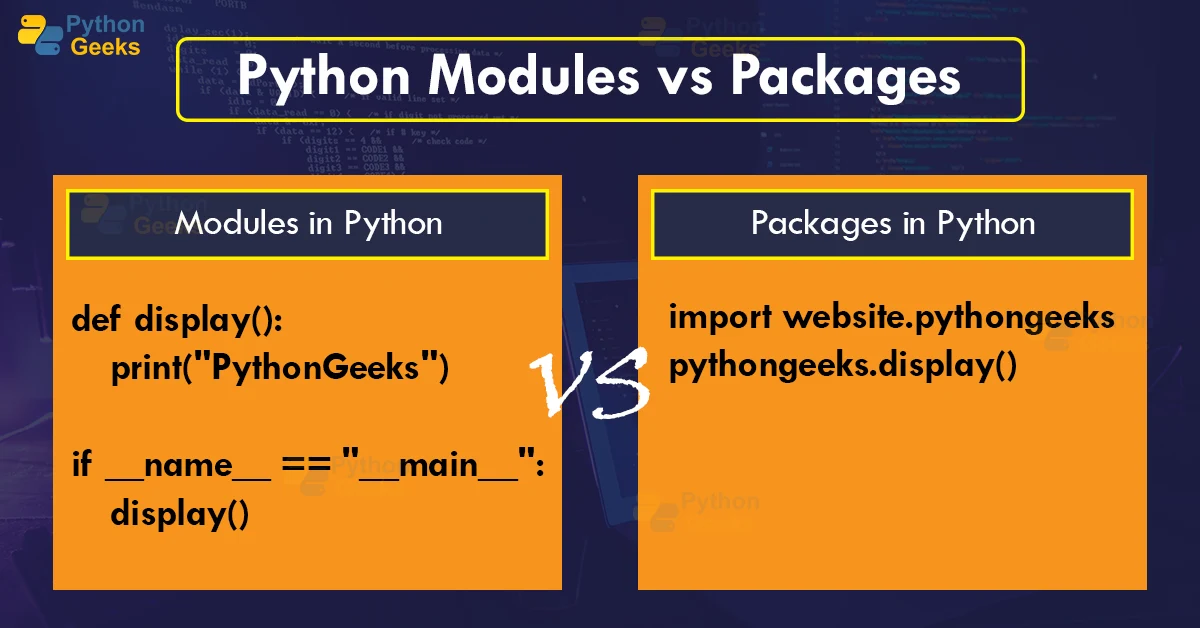 Python
Geeks
Python Modules vs Packages
Modules in Python
def display():
    print("PythonGeeks")
if __name__ == "__main__":
    display()
VS
Packages in Python
import website.pythongeeks
pythongeeks.display()